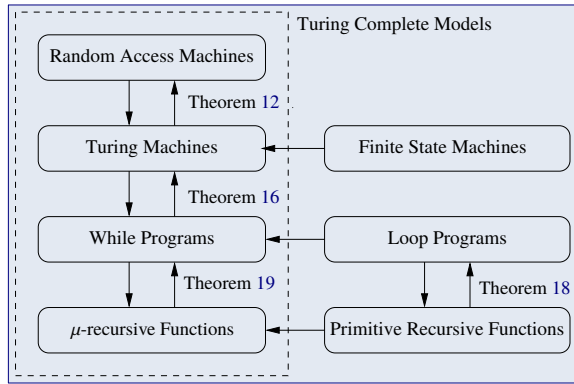 Turing Complete Models
Random Access Machines
Theorem 12
Turing Machines
Finite State Machines
Theorem 16
While Programs
Loop Programs
Theorem 19
Theorem 18
μ-recursive Functions
Primitive Recursive Functions